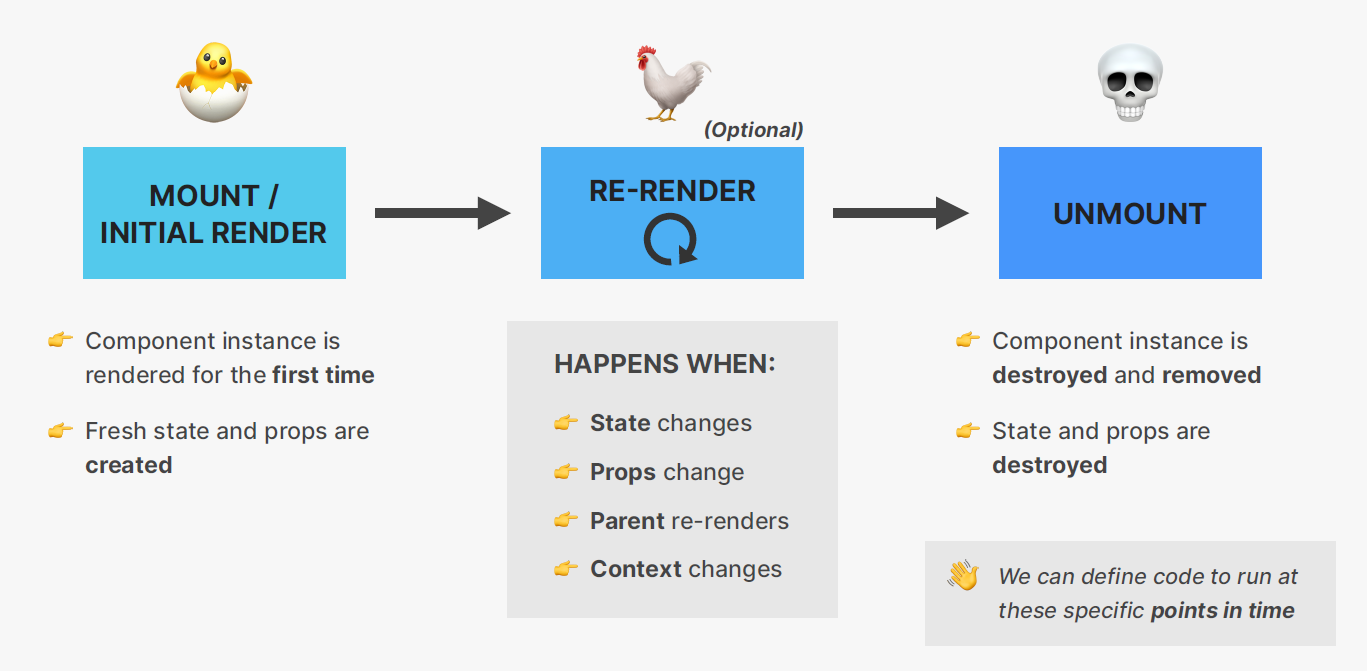 MOUNT /
INITIAL RENDER
Component instance is
rendered for the first time
Fresh state and props are
created
(Optional)
RE-RENDER
HAPPENS WHEN:
State changes
Props change
Parent re-renders
Context changes
UNMOUNT
Component instance is
destroyed and removed
State and props are
destroyed
We can define code to run at
these specific points in time